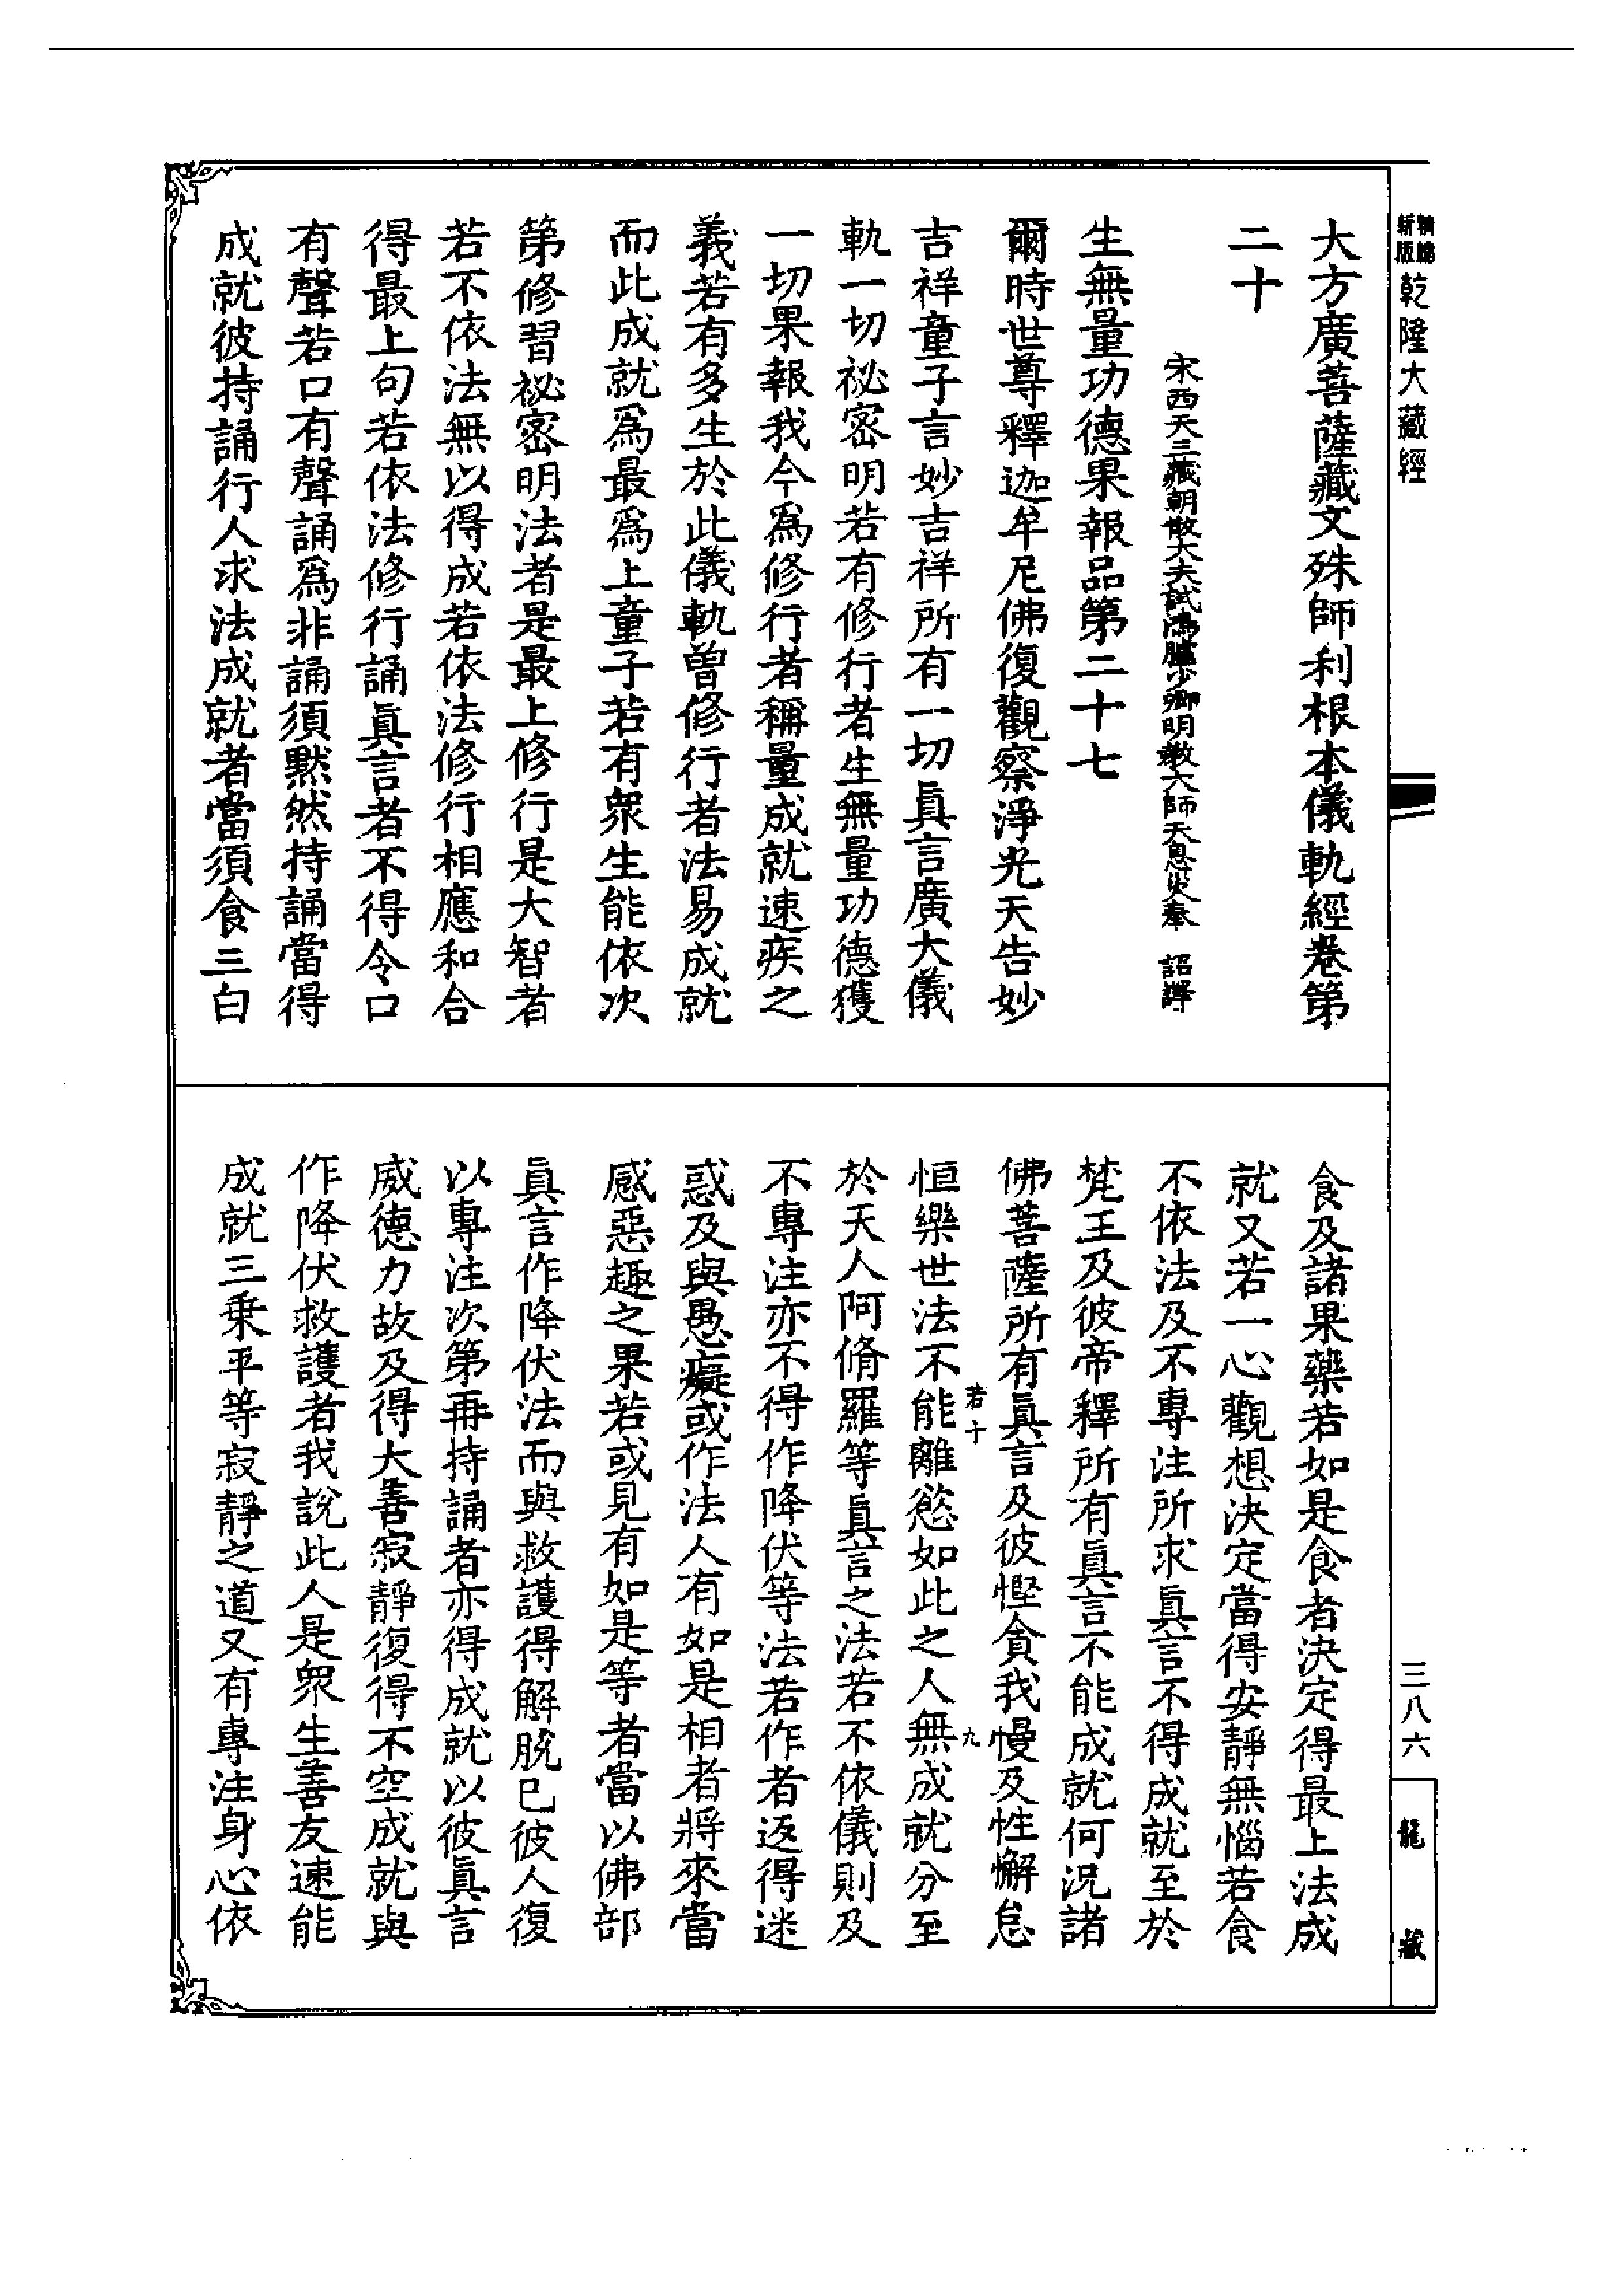 新版
精縮
乾隆大藏經
大方廣菩薩藏文殊師利根本儀軌經卷第
二十
宋西天三藏朝散大夫試鴻臚少卿明教大師天息災奉 詔譯
生無量功德果報品第二十七
爾時世尊釋迦牟尼佛復觀察淨光天告妙
吉祥童子言妙吉祥所有一切眞言廣大儀
軌一切祕密明若有修行者生無量功德獲
一切果報我今爲修行者稱量成就速疾之
義若有多生於此儀軌曾修行者法易成就
而此成就爲最爲上童子若有衆生能依次
第修習祕密明法者是最上修行是大智者
若不依法無以得成若依法修行相應和合
得最上句若依法修行誦眞言者不得令口
有聲若口有聲誦爲非誦須默然持誦當得
成就彼持誦行人求法成就者當須食三白
食及諸果藥若如是食者決定得最上法成
就又若一心觀想決定當得安靜無惱若食
不依法及不專注所求眞言不得成就至於
梵王及彼帝釋所有眞言不能成就何況諸
佛菩薩所有眞言及彼慳貪我慢及性懈怠
若十
九
恒樂世法不能離慾如此之人無成就分至
於天人阿脩羅等眞言之法若不依儀則及
不專注亦不得作降伏等法若作者返得迷
惑及與愚癡或作法人有如是相者將來當
感惡趣之果若或見有如是等者當以佛部
眞言作降伏法而與救護得解脫已彼人復
以專注次第再持誦者亦得成就以彼眞言
威德力故及得大善寂靜復得不空成就與
作降伏救護者我說此人是衆生善友速能
成就三乘平等寂靜之道又有專注身心依
三八六
龍藏